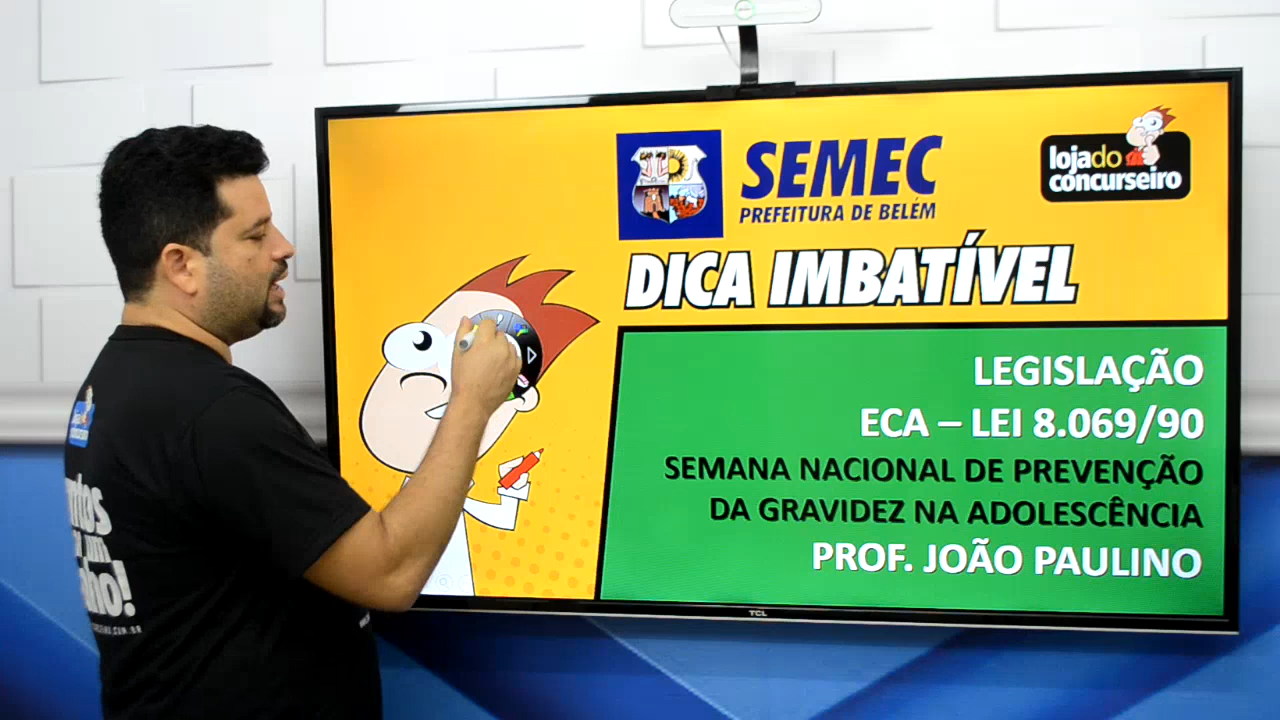 SEMEC
PREFEITURA DE BELÉM
lojado
concurseiro
DICA IMBATÍVEL
LEGISLAÇÃO
ECA – LEI 8.069/90
SEMANA NACIONAL DE PREVENÇÃO
DA GRAVIDEZ NA ADOLESCÊNCIA
PROF. JOÃO PAULINO
TCL